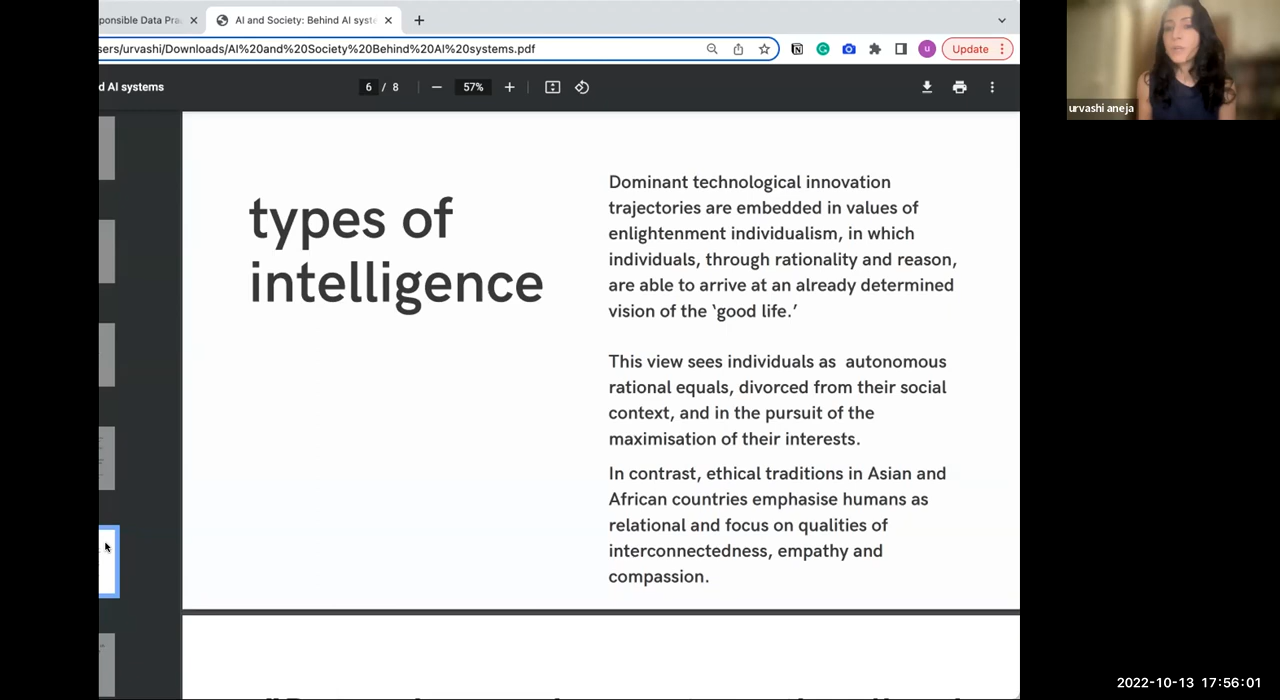 ponsible Data Pra
AI and Society: Behind AI syste
sers/urvashi/Downloads/AI%20and%20Society%20Behind%20AI%20systems.pdf
u
Update
d AI systems
6 / 8
57%
types of
intelligence
Dominant technological innovation
trajectories are embedded in values of
enlightenment individualism, in which
individuals, through rationality and reason,
are able to arrive at an already determined
vision of the ‘good life.’
This view sees individuals as  autonomous
rational equals, divorced from their social
context, and in the pursuit of the
maximisation of their interests.
In contrast, ethical traditions in Asian and
African countries emphasise humans as
relational and focus on qualities of
interconnectedness, empathy and
compassion.
urvashi aneja
2022-10-13 17:56:01